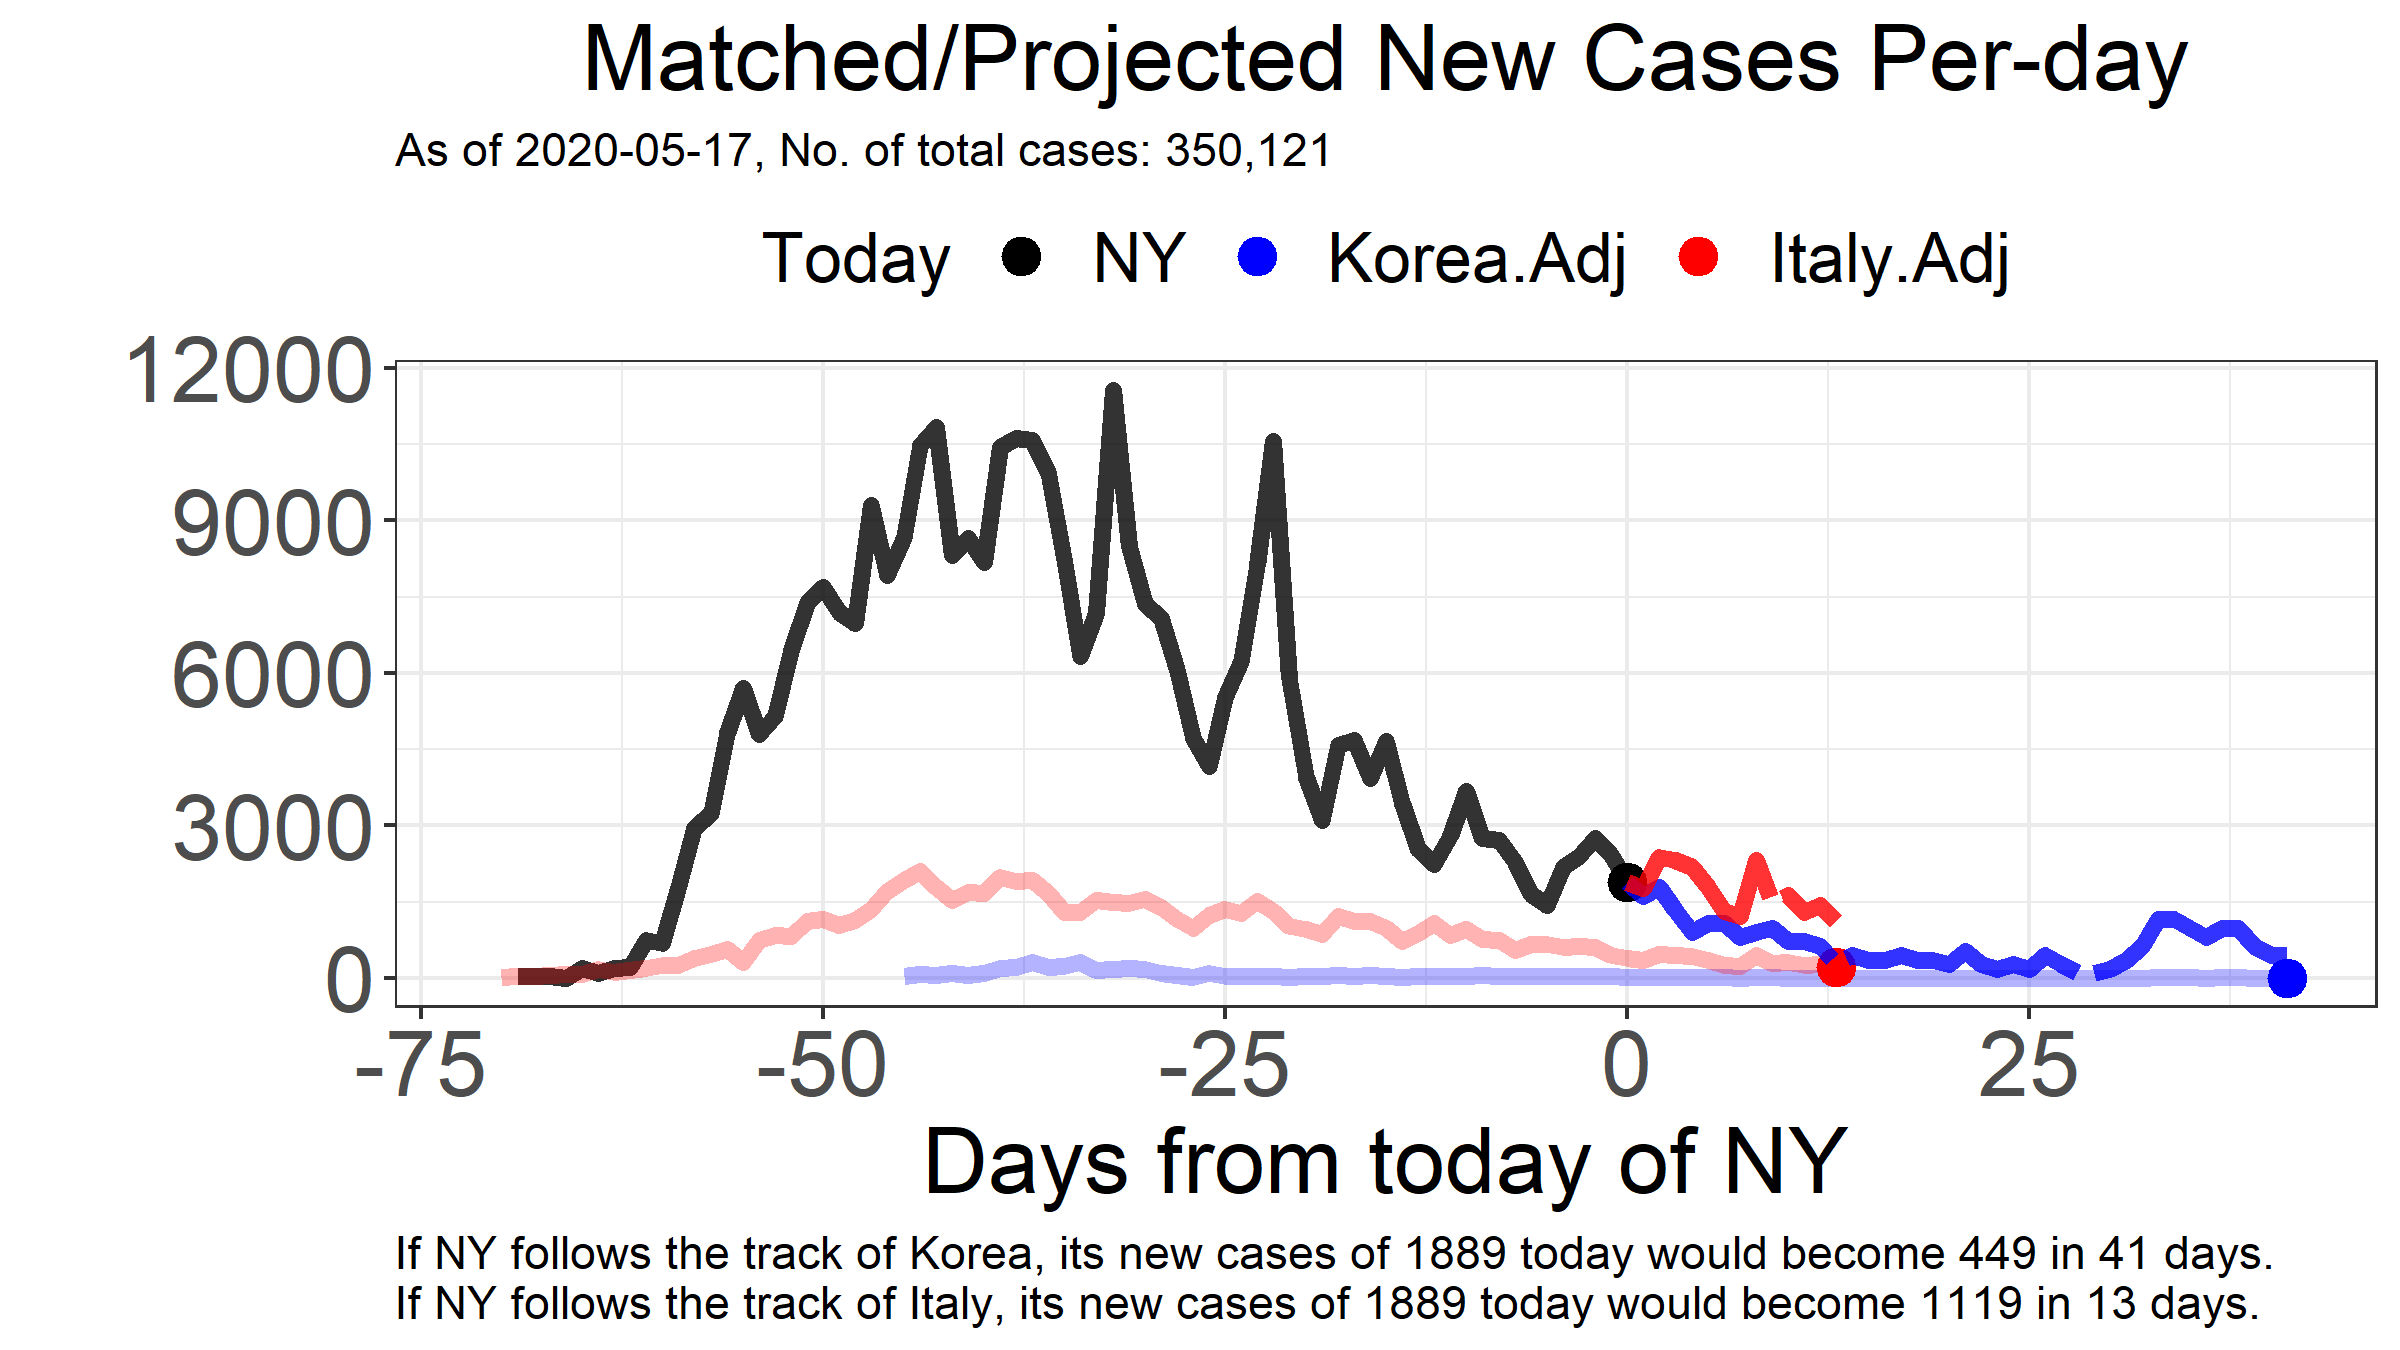 Matched/Projected New Cases Per-day
As of 2020-05-17, No. of total cases: 350,121
Today NY Korea.Adj Italy.Adj
12000
9000
6000
3000
0
-75 -50 -25 0 25
Days from today of NY
If NY follows the track of Korea, its new cases of 1889 today would become 449 in 41 days.
If NY follows the track of Italy, its new cases of 1889 today would become 1119 in 13 days.